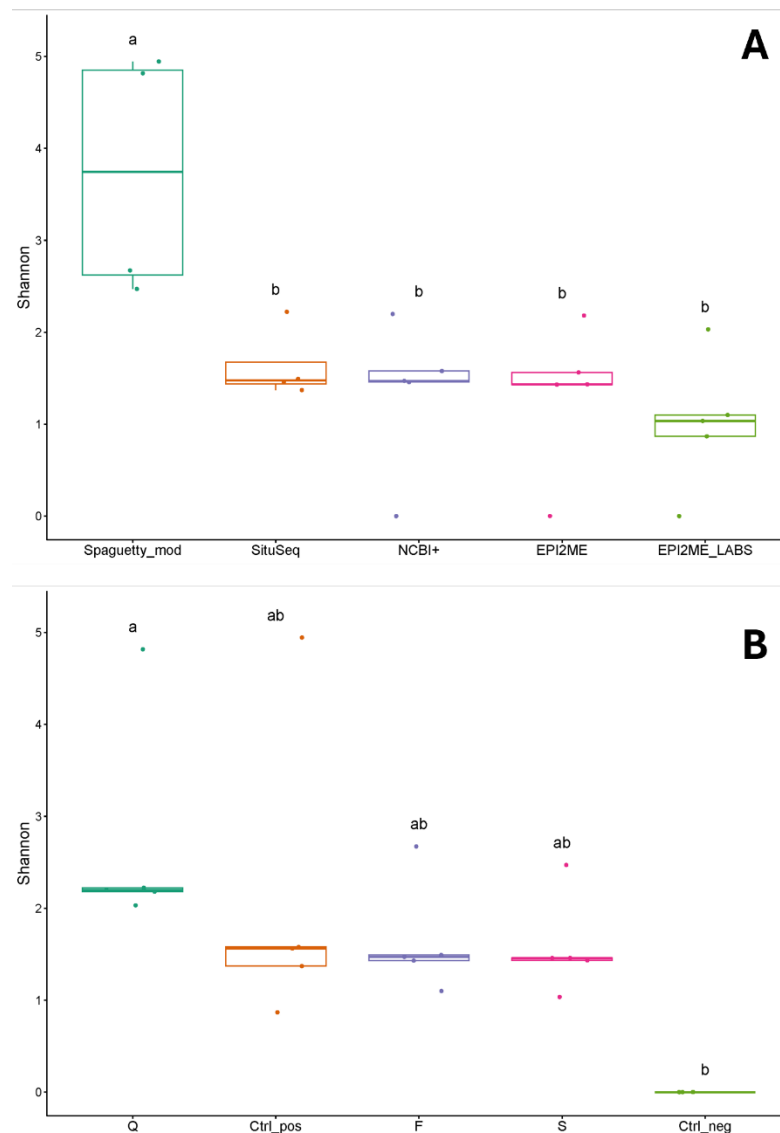 A
a
5
4
3
Shannon
2
b
b
b
b
1
0
Spaguetty_mod SituSeq NCBI+ EPI2ME EPI2ME_LABS
B
a
ab
5
4
3
Shannon
ab
ab
2
1
b
0
Q Ctrl_pos F S Ctrl_neg